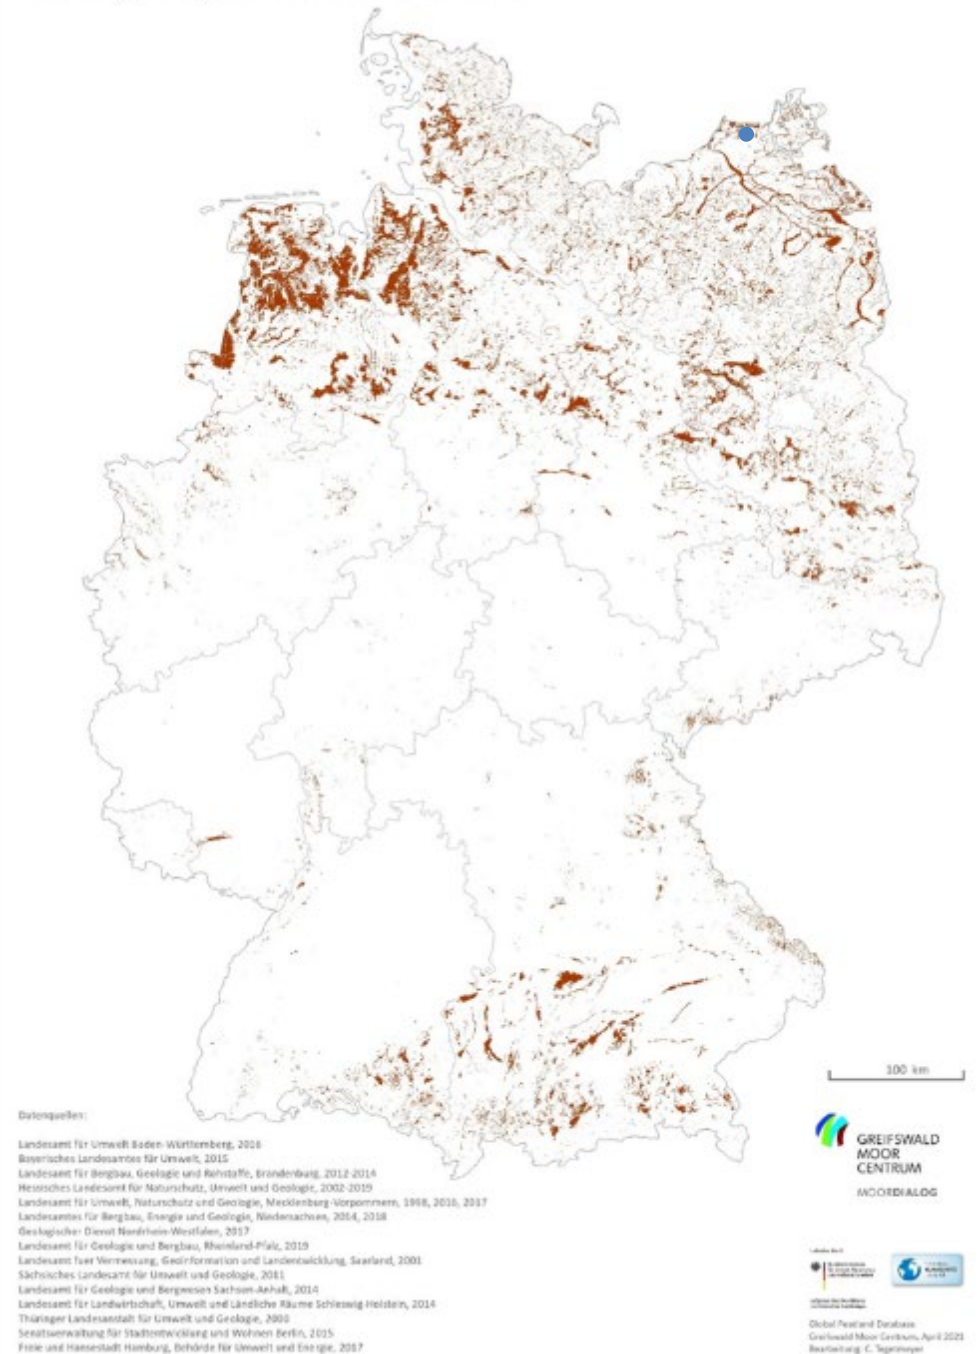 100 km
Datenquellen:
Landesamt für Umwelt Baden-Württemberg, 2016
Bayerisches Landesamtes für Umwelt, 2015
Landesamt für Bergbau, Geologie und Rohstoffe, Brandenburg, 2012-2014
Hessisches Landesamt für Naturschutz, Umwelt und Geologie, 2002-2019
Landesamt für Umwelt, Naturschutz und Geologie, Mecklenburg-Vorpommern, 1998, 2016, 2017
Landesamtes für Bergbau, Energie und Geologie, Niedersachsen, 2014, 2018
Geologischer Dienst Nordrhein-Westfalen, 2017
Landesamt für Geologie und Bergbau, Rheinland-Pfalz, 2019
Landesamt fuer Vermessung, Geoinformation und Landentwicklung, Saarland, 2001
Sächsisches Landesamt für Umwelt und Geologie, 2011
Landesamt für Geologie und Bergwesen Sachsen-Anhalt, 2014
Landesamt für Landwirtschaft, Umwelt und Ländliche Räume Schleswig-Holstein, 2014
Thüringer Landesanstalt für Umwelt und Geologie, 2000
Senatsverwaltung für Stadtentwicklung und Wohnen Berlin, 2015
Freie und Hansestadt Hamburg, Behörde für Umwelt und Energie, 2017
GREIFSWALD
MOOR
CENTRUM
MOORDIALOG
Global Peatland Database
Greifswald Moor Centrum, April 2021
Bearbeitung: C. Tegetmeyer